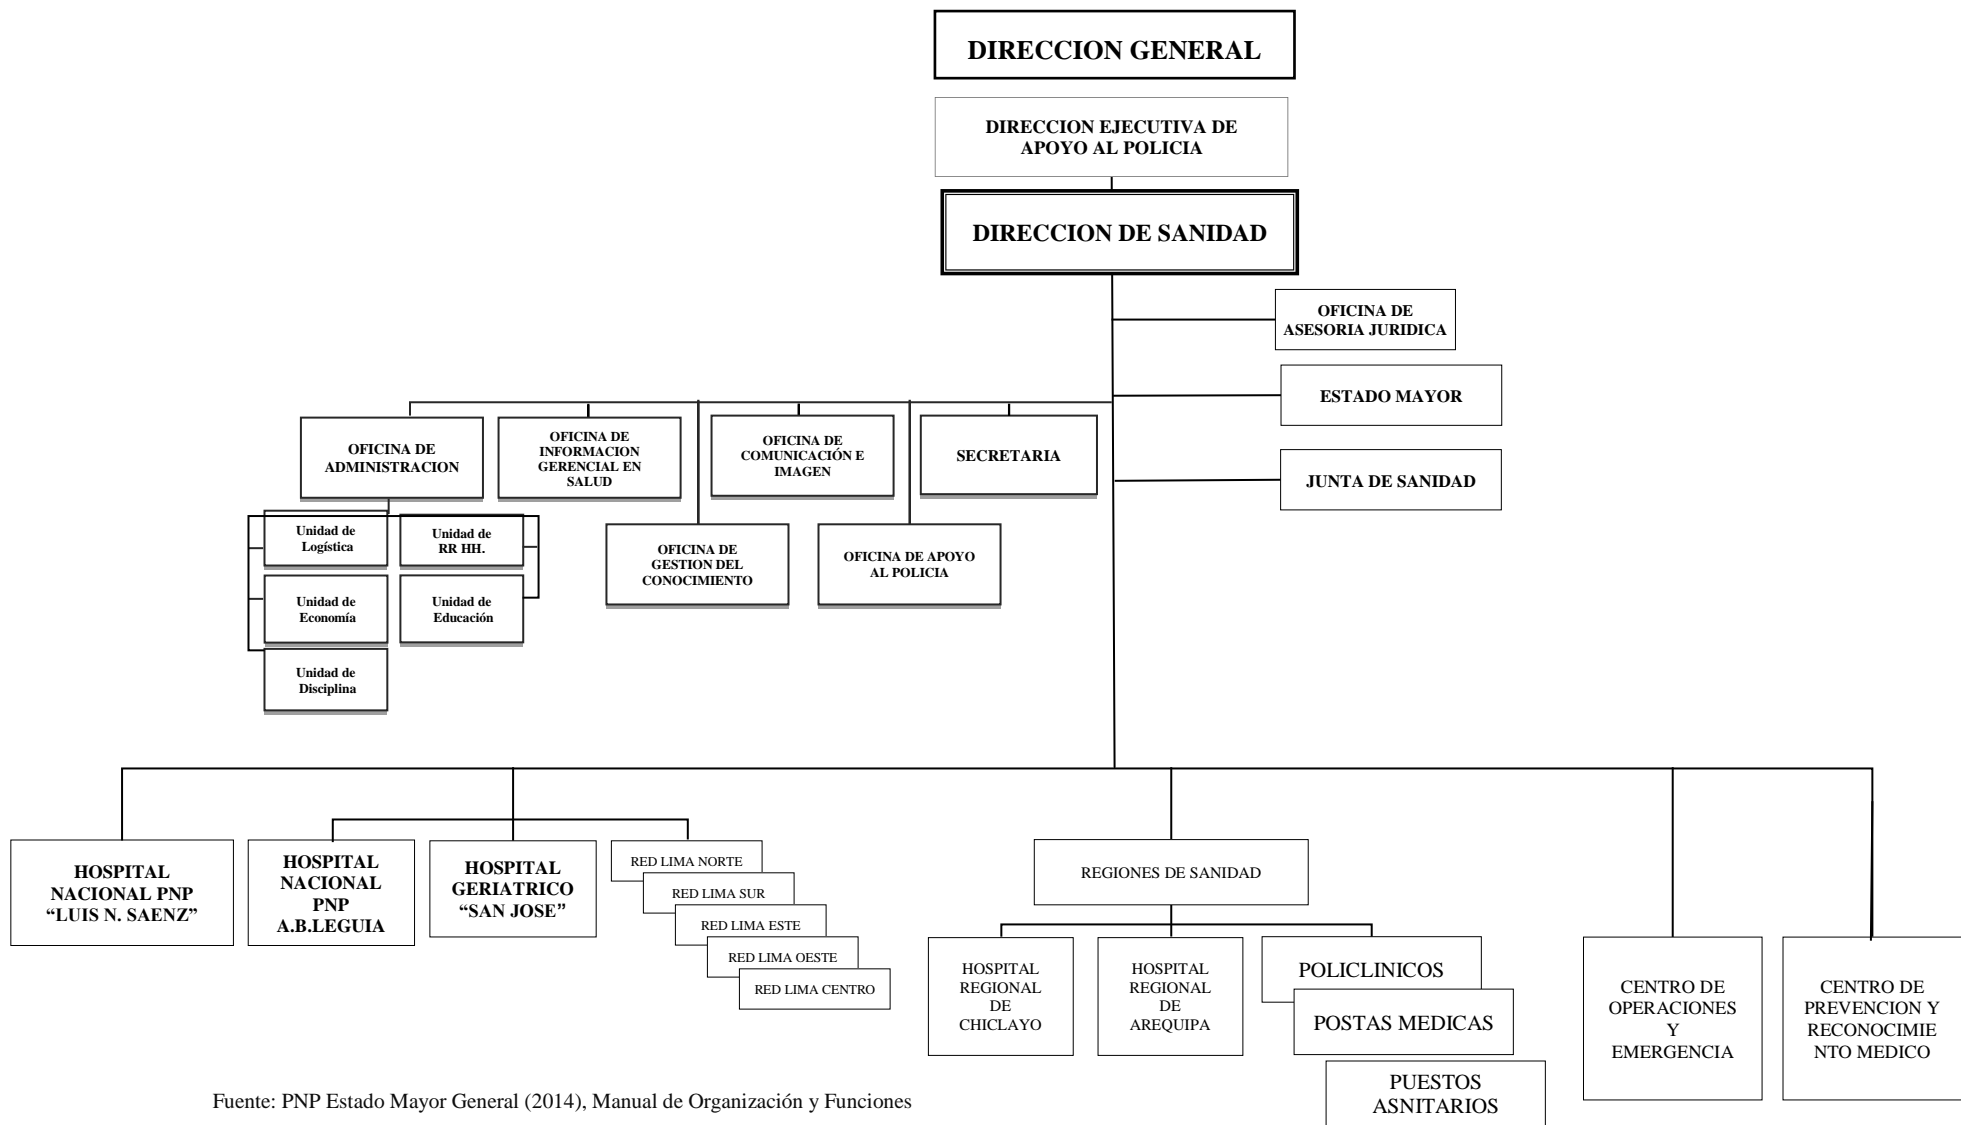 DIRECCION GENERAL
DIRECCION EJECUTIVA DE
APOYO AL POLICIA
DIRECCION DE SANIDAD
OFICINA DE
ASESORIA JURIDICA
ESTADO MAYOR
JUNTA DE SANIDAD
OFICINA DE
ADMINISTRACION
OFICINA DE
INFORMACION
GERENCIAL EN
SALUD
OFICINA DE
COMUNICACIÓN E
IMAGEN
SECRETARIA
OFICINA DE
GESTION DEL
CONOCIMIENTO
OFICINA DE APOYO
AL POLICIA
Unidad de
Logística
Unidad de
RR HH.
Unidad de
Economía
Unidad de
Educación
Unidad de
Disciplina
HOSPITAL
NACIONAL PNP
“LUIS N. SAENZ”
HOSPITAL
NACIONAL
PNP
A.B.LEGUIA
HOSPITAL
GERIATRICO
“SAN JOSE”
RED LIMA NORTE
RED LIMA SUR
RED LIMA ESTE
RED LIMA OESTE
RED LIMA CENTRO
REGIONES DE SANIDAD
HOSPITAL
REGIONAL
DE
CHICLAYO
HOSPITAL
REGIONAL
DE
AREQUIPA
POLICLINICOS
POSTAS MEDICAS
PUESTOS
ASNITARIOS
CENTRO DE
OPERACIONES
Y
EMERGENCIA
CENTRO DE
PREVENCION Y
RECONOCIMIE
NTO MEDICO
Fuente: PNP Estado Mayor General (2014), Manual de Organización y Funciones